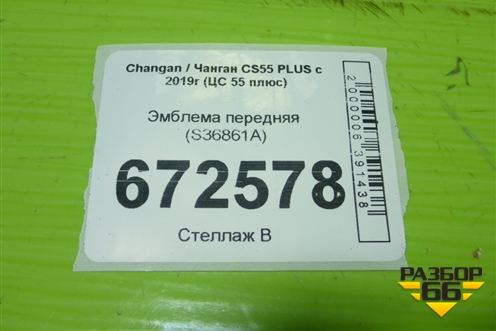 Changan / Чанган CS55 PLUS с
2019г (ЦС 55 плюс)
Эмблема передняя
(S36861A)
672578
Стеллаж В
2000006391438
РАЗБОР
66